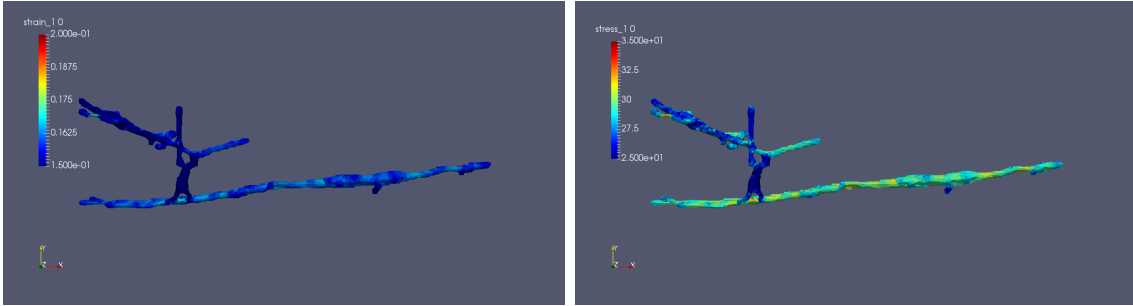 strain_1 0
2.000e-01
0.1875
0.175
0.1625
1.500e-01
Y
Z X
stress_1 0
3.500e+01
32.5
30
27.5
2.500e+01
Y
Z X